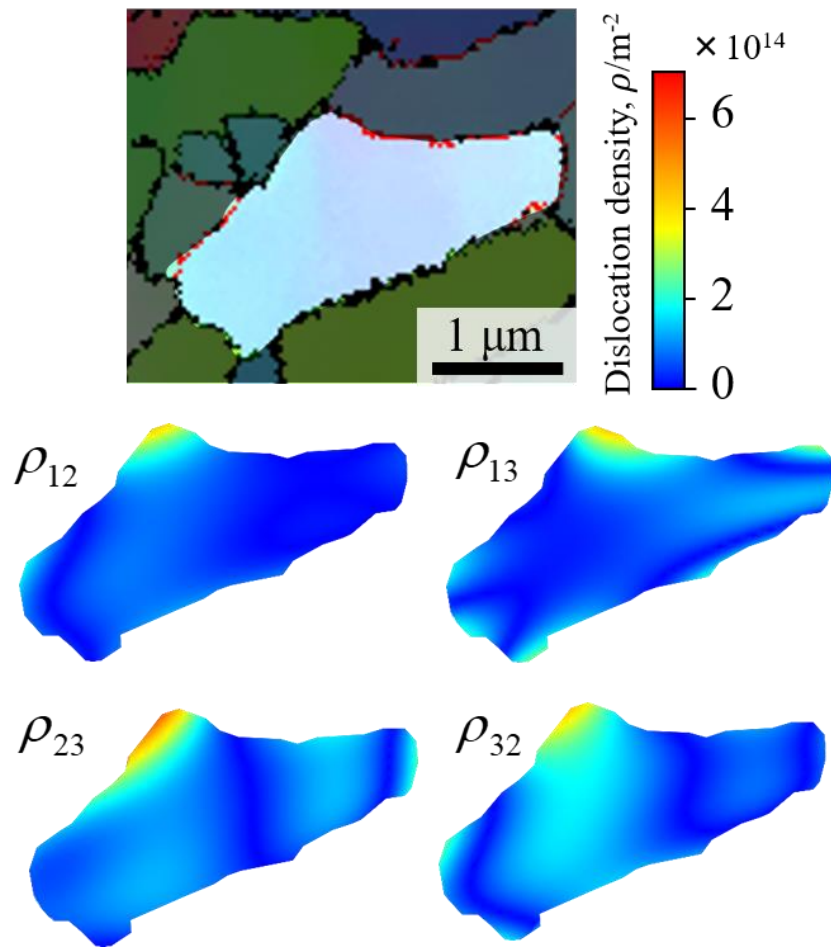 × 10¹⁴
Dislocation density, ρ/m⁻²
6
4
2
0
1 μm
ρ₁₂
ρ₁₃
ρ₂₃
ρ₃₂